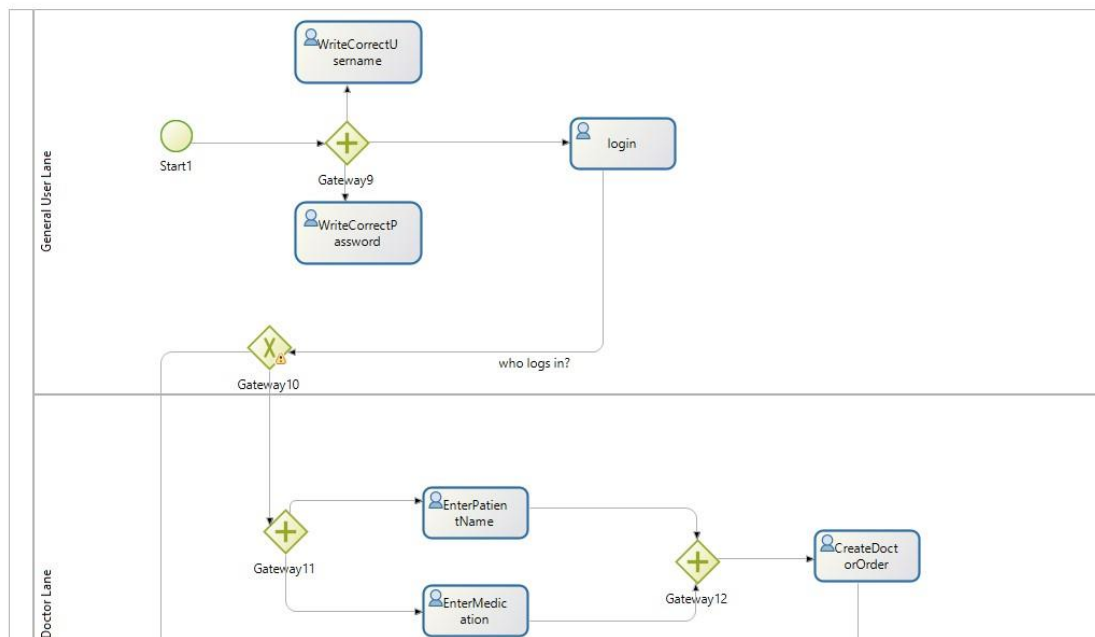 WriteCorrectU
sername
Start1
login
Gateway9
WriteCorrectP
assword
General User Lane
who logs in?
Gateway10
EnterPatien
tName
CreateDoct
orOrder
Gateway11
Gateway12
EnterMedic
ation
Doctor Lane